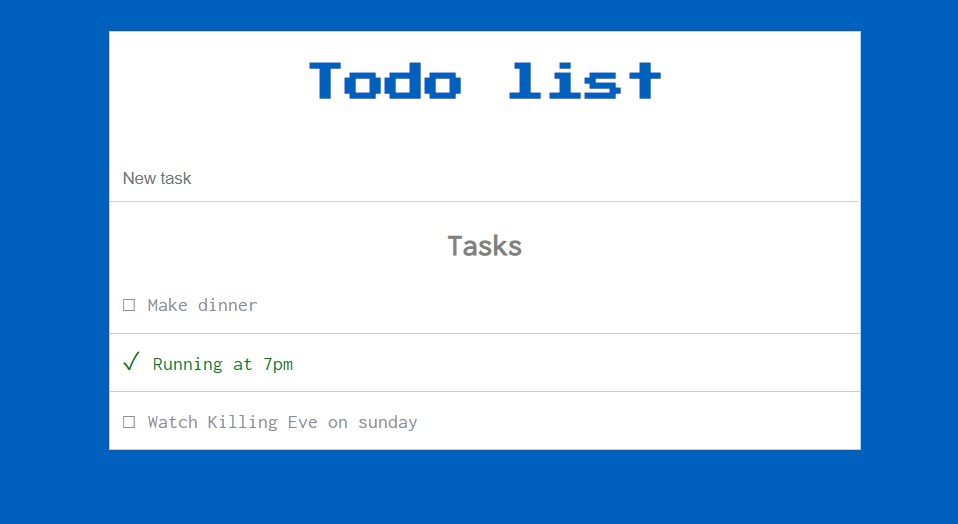 Todo list
New task
Tasks
☐ Make dinner
✓ Running at 7pm
☐ Watch Killing Eve on sunday